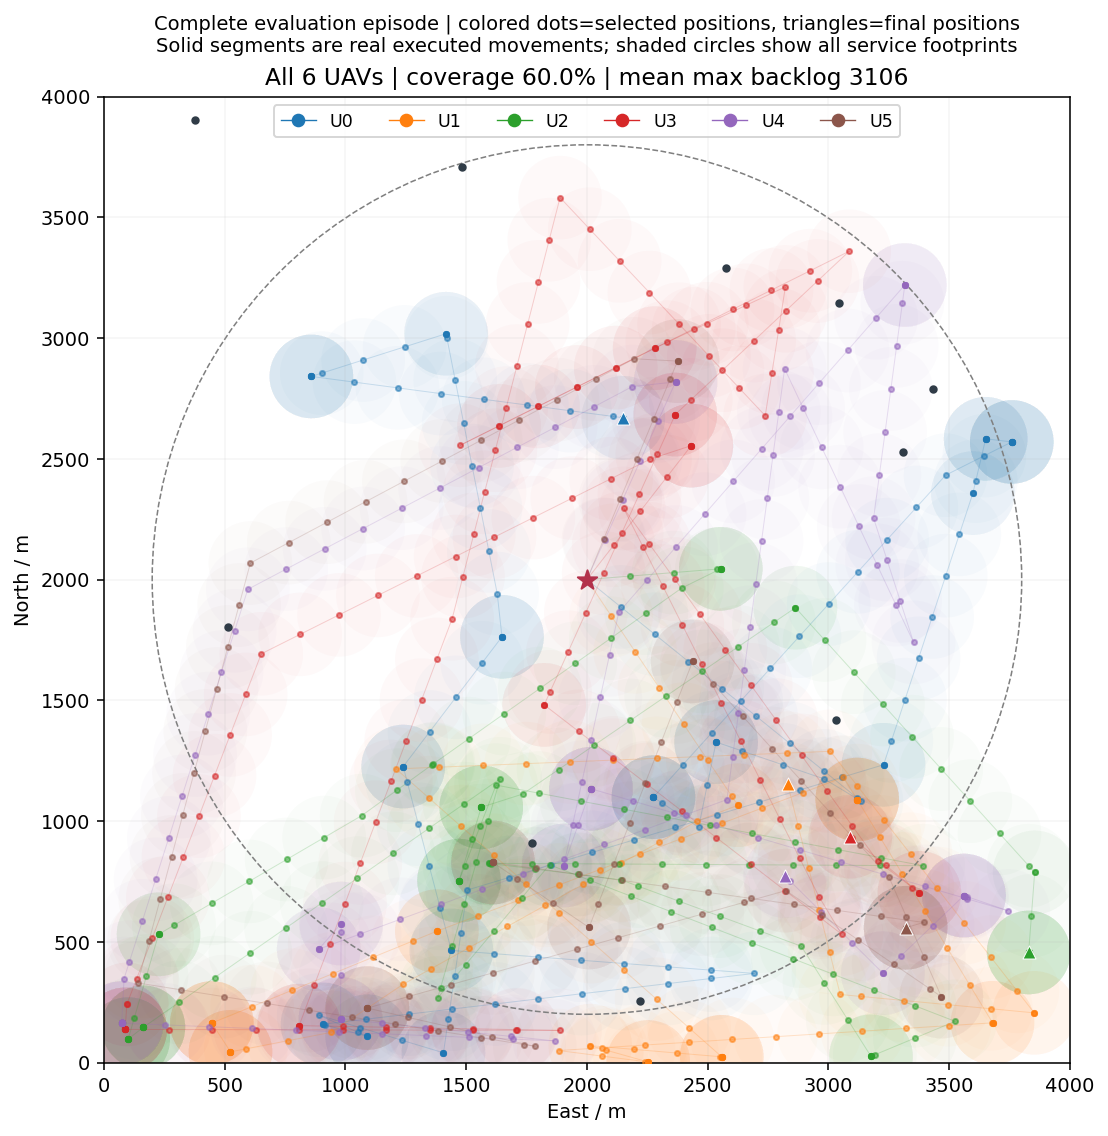 Complete evaluation episode | colored dots=selected positions, triangles=final positions
Solid segments are real executed movements; shaded circles show all service footprints
All 6 UAVs | coverage 60.0% | mean max backlog 3106
U0 U1 U2 U3 U4 U5
4000
3500
3000
2500
2000
1500
1000
500
0
North / m
0 500 1000 1500 2000 2500 3000 3500 4000
East / m